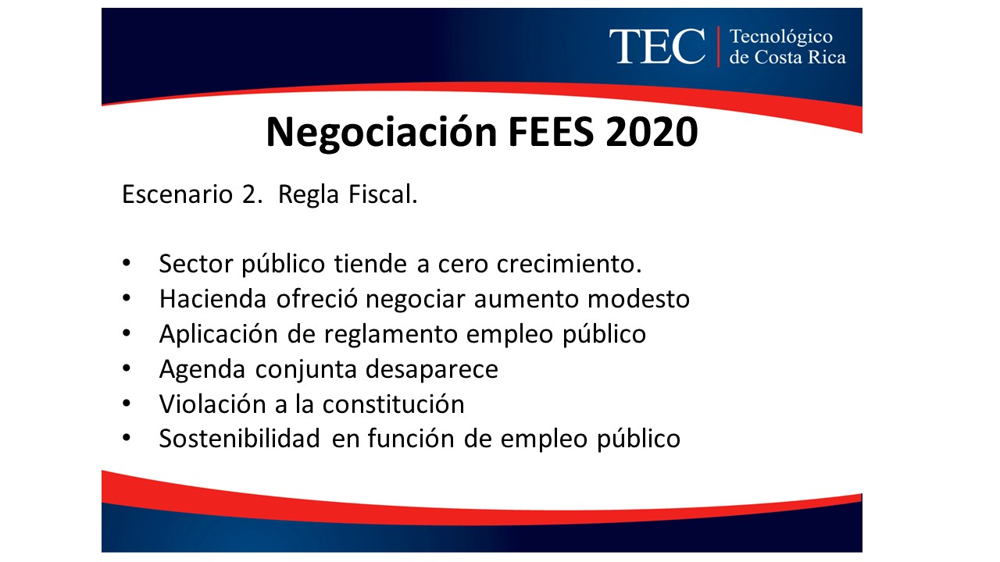 TEC | Tecnológico
de Costa Rica
Negociación FEES 2020
Escenario 2. Regla Fiscal.
• Sector público tiende a cero crecimiento.
• Hacienda ofreció negociar aumento modesto
• Aplicación de reglamento empleo público
• Agenda conjunta desaparece
• Violación a la constitución
• Sostenibilidad en función de empleo público